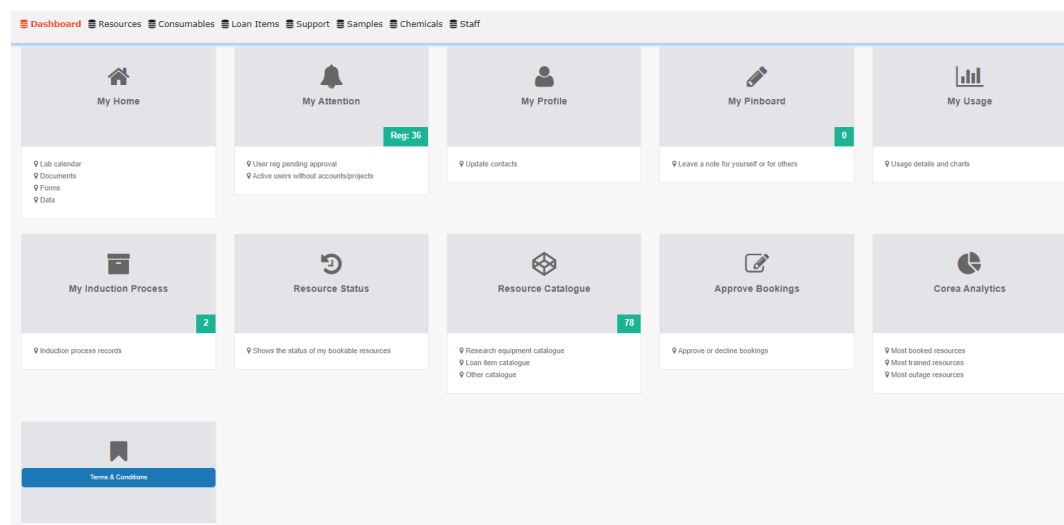 Dashboard Resources Consumables Loan Items Support Samples Chemicals Staff
My Home
Lab calendar
Documents
Forms
Data
My Attention
Reg: 36
User reg pending approval
Active users without accounts/projects
My Profile
Update contacts
My Pinboard
0
Leave a note for yourself or for others
My Usage
Usage details and charts
My Induction Process
2
Induction process records
Resource Status
Shows the status of my bookable resources
Resource Catalogue
78
Research equipment catalogue
Loan item catalogue
Other catalogue
Approve Bookings
Approve or decline bookings
Corea Analytics
Most booked resources
Most trained resources
Most outage resources
Terms & Conditions